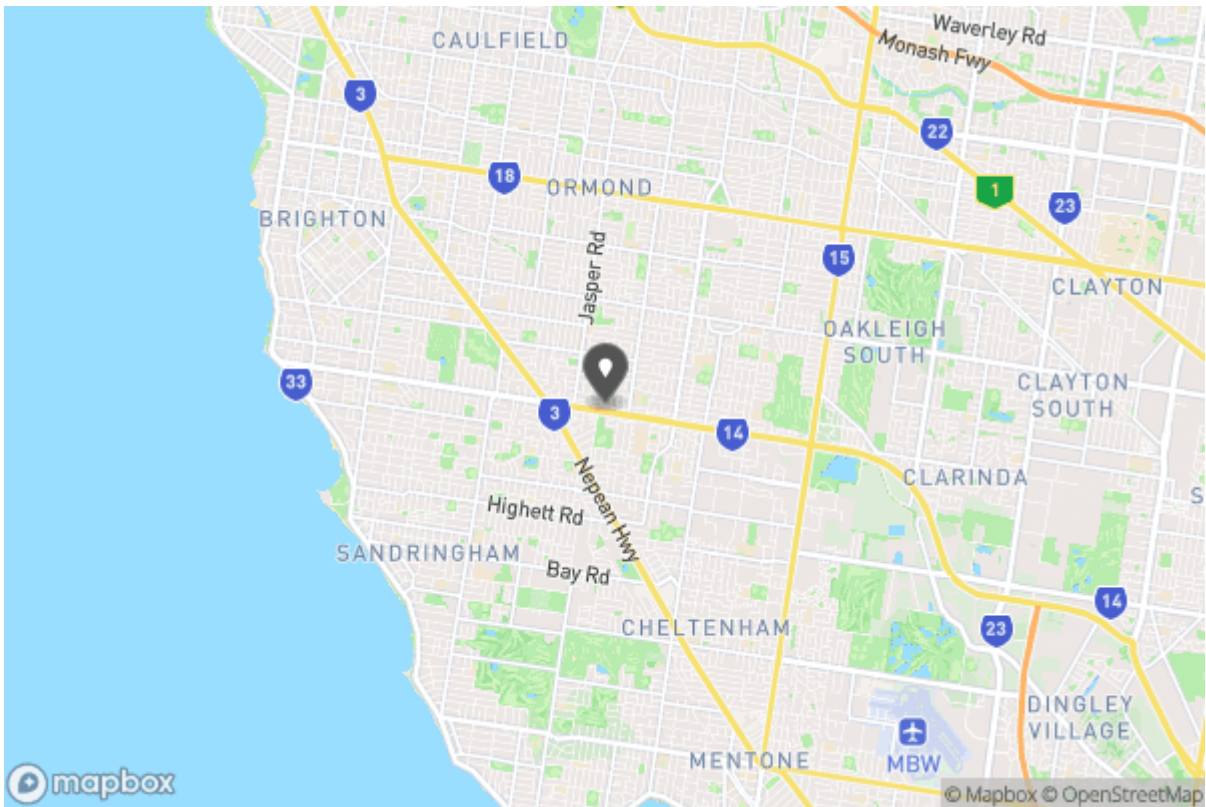 Waverley Rd
CAULFIELD
Monash Fwy
3
22
18
ORMOND
1
23
BRIGHTON
Jasper Rd
15
CLAYTON
OAKLEIGH
SOUTH
33
CLAYTON
SOUTH
3
14
Nepean Hwy
CLARINDA
S
Highett Rd
SANDRINGHAM
Bay Rd
14
CHELTENHAM
23
DINGLEY
VILLAGE
MENTONE
MBW
mapbox
© Mapbox © OpenStreetMap